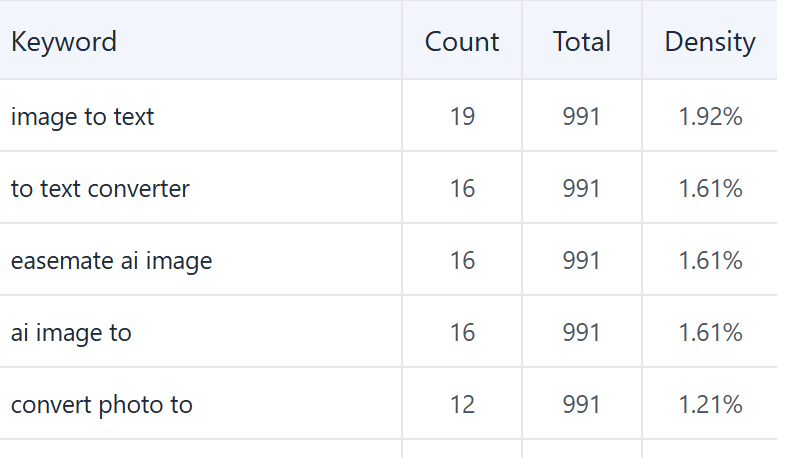 Keyword Count Total Density
image to text 19 991 1.92%
to text converter 16 991 1.61%
easemate ai image 16 991 1.61%
ai image to 16 991 1.61%
convert photo to 12 991 1.21%